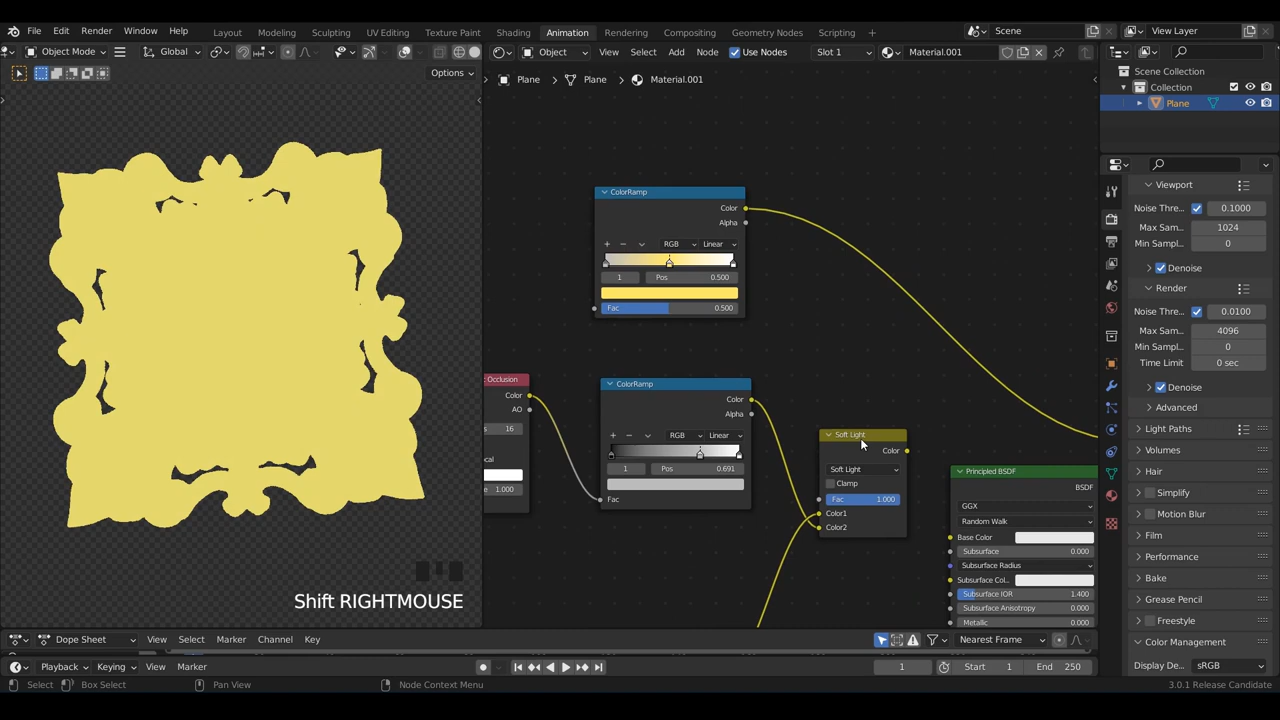 File Edit Render Window Help Layout Modeling Sculpting UV Editing Texture Paint Shading Animation Rendering Compositing Geometry Nodes Scripting + Scene View Layer
Object Mode Global Object View Select Add Node Use Nodes Slot 1 Material.001
Options
Plane > Plane > Material.001
Scene Collection
Collection
Plane
Viewport
Noise Thre... 0.1000
Max Sam... 1024
Min Sampl... 0
Denoise
Render
Noise Thre... 0.0100
Max Sam... 4096
Min Sampl... 0
Time Limit 0 sec
Denoise
Advanced
Light Paths
Volumes
Hair
Simplify
Motion Blur
Film
Performance
Bake
Grease Pencil
Freestyle
Color Management
Display De... sRGB
ColorRamp
Color
Alpha
RGB Linear
1 Pos 0.500
Fac 0.500
Occlusion
Color
AO
16
1.000
ColorRamp
Color
Alpha
RGB Linear
1 Pos 0.691
Fac
Soft Light
Color
Soft Light
Clamp
Fac 1.000
Color1
Color2
Principled BSDF
BSDF
GGX
Random Walk
Base Color
Subsurface 0.000
Subsurface Radius
Subsurface Col...
Subsurface IOR 1.400
Subsurface Anisotropy 0.000
Metallic 0.000
Shift RIGHTMOUSE
Dope Sheet View Select Marker Channel Key Nearest Frame
Playback Keying View Marker 1 Start 1 End 250
Select Box Select Pan View Node Context Menu 3.0.1 Release Candidate